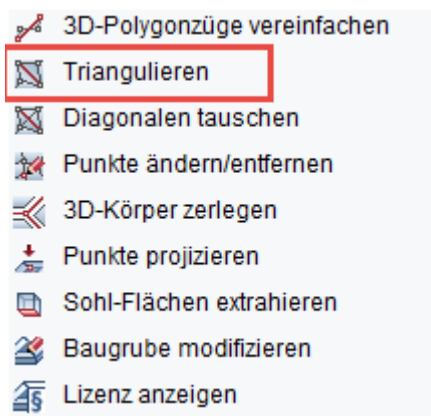 3D-Polygonzüge vereinfachen
Triangulieren
Diagonalen tauschen
Punkte ändern/entfernen
3D-Körper zerlegen
Punkte projizieren
Sohl-Flächen extrahieren
Baugrube modifizieren
Lizenz anzeigen